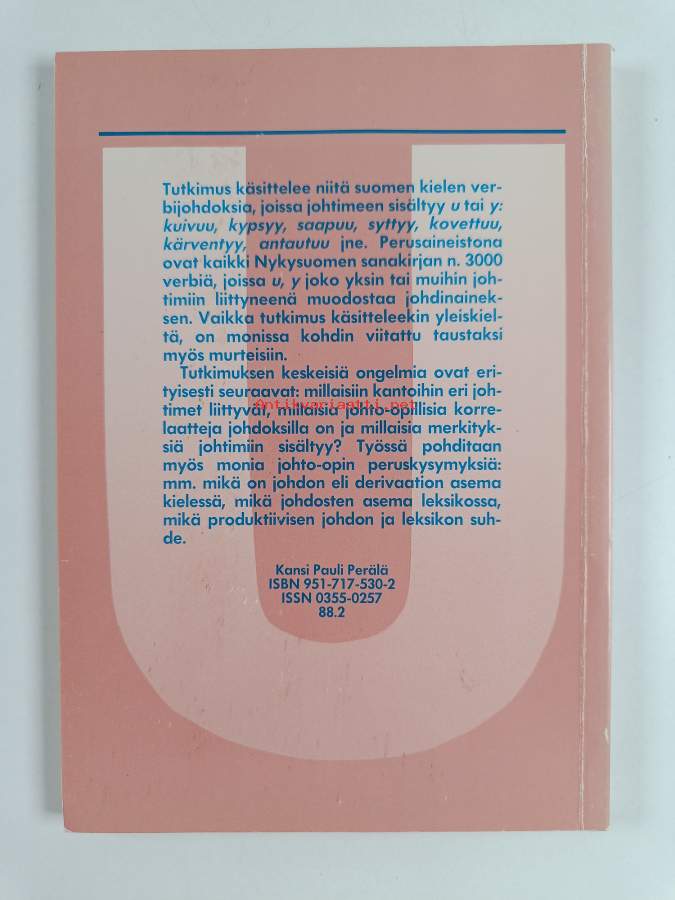 Tutkimus käsittelee niitä suomen kielen ver-
bijohdoksia, joissa johtimeen sisältyy u tai y:
kuivuu, kypsyy, saapuu, syttyy, kovettuu,
kärventyy, antautuu jne. Perusaineistona
ovat kaikki Nykysuomen sanakirjan n. 3000
verbiä, joissa u, y joko yksin tai muihin joh-
timiin liittyneenä muodostaa johdinainek-
sen. Vaikka tutkimus käsitteleekin yleiskiel-
tä, on monissa kohdin viitattu taustaksi
myös murteisiin.
Tutkimuksen keskeisiä ongelmia ovat eri-
tyisesti seuraavat: millaisiin kantoihin eri joh-
timet liittyvät, millaisia johto-opillisia korre-
Antikvariaatti.net
laatteja johdoksilla on ja millaisia merkityk-
siä johtimiin sisältyy? Työssä pohditaan
myös monia johto-opin peruskysymyksiä:
mm. mikä on johdon eli derivaation asema
kielessä, mikä johdosten asema leksikossa,
mikä produktiivisen johdon ja leksikon suh-
de.
Kansi Pauli Perälä
ISBN 951-717-530-2
ISSN 0355-0257
88.2